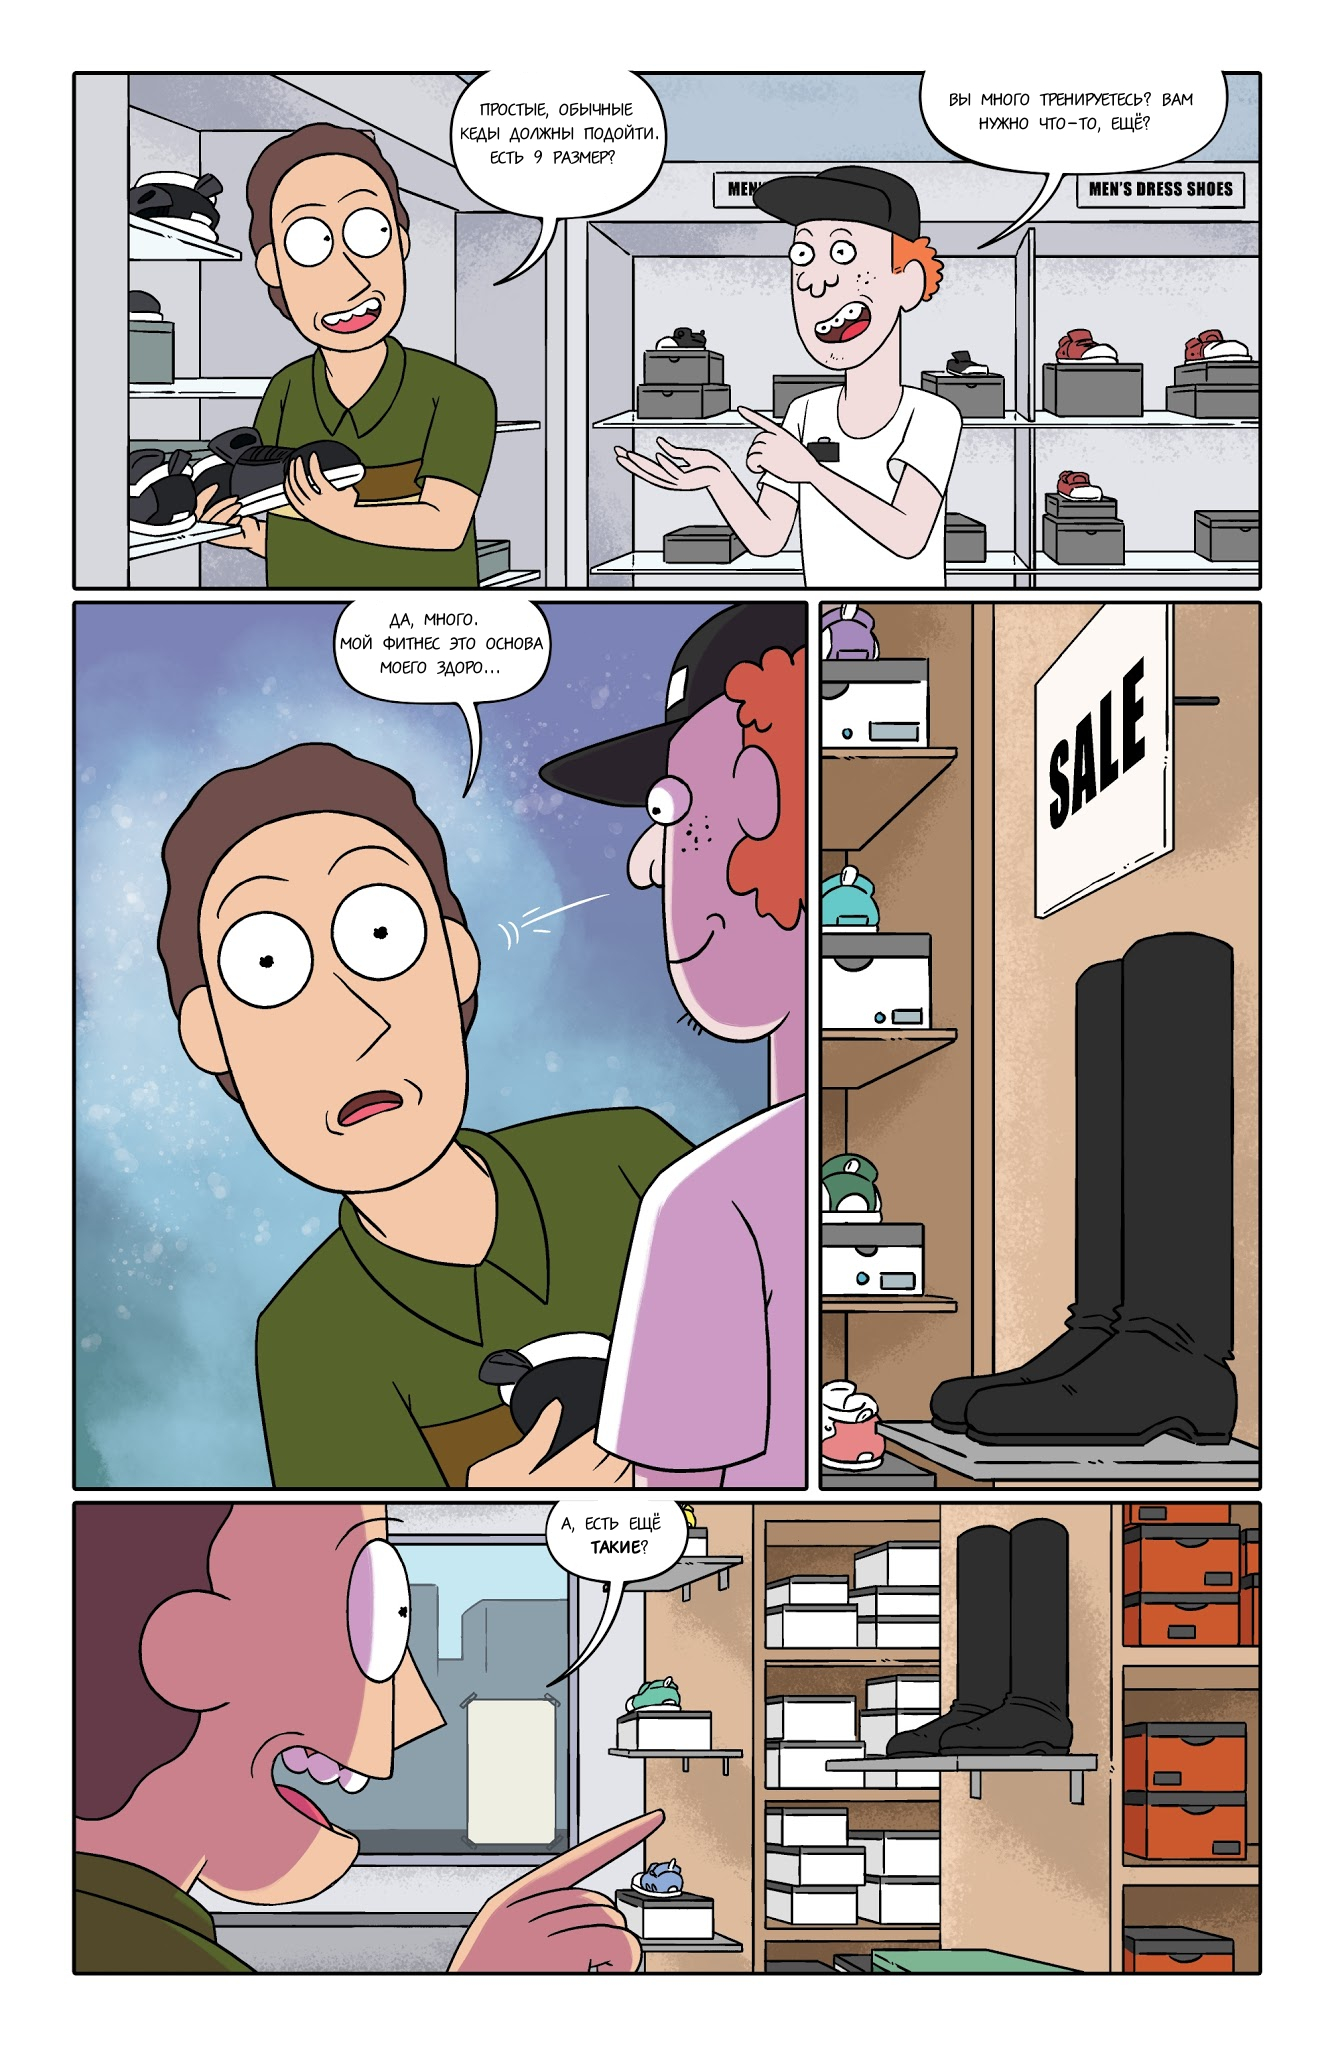 ПРОСТЫЕ, ОБЫЧНЫЕ
КЕДЫ ДОЛЖНЫ ПОДОЙТИ.
ЕСТЬ 9 РАЗМЕР?
ВЫ МНОГО ТРЕНИРУЕТЕСЬ? ВАМ
НУЖНО ЧТО-ТО, ЕЩЁ?
MEN'S
MEN'S DRESS SHOES
ДА, МНОГО.
МОЙ ФИТНЕС ЭТО ОСНОВА
МОЕГО ЗДОРО...
SALE
А, ЕСТЬ ЕЩЁ
ТАКИЕ?